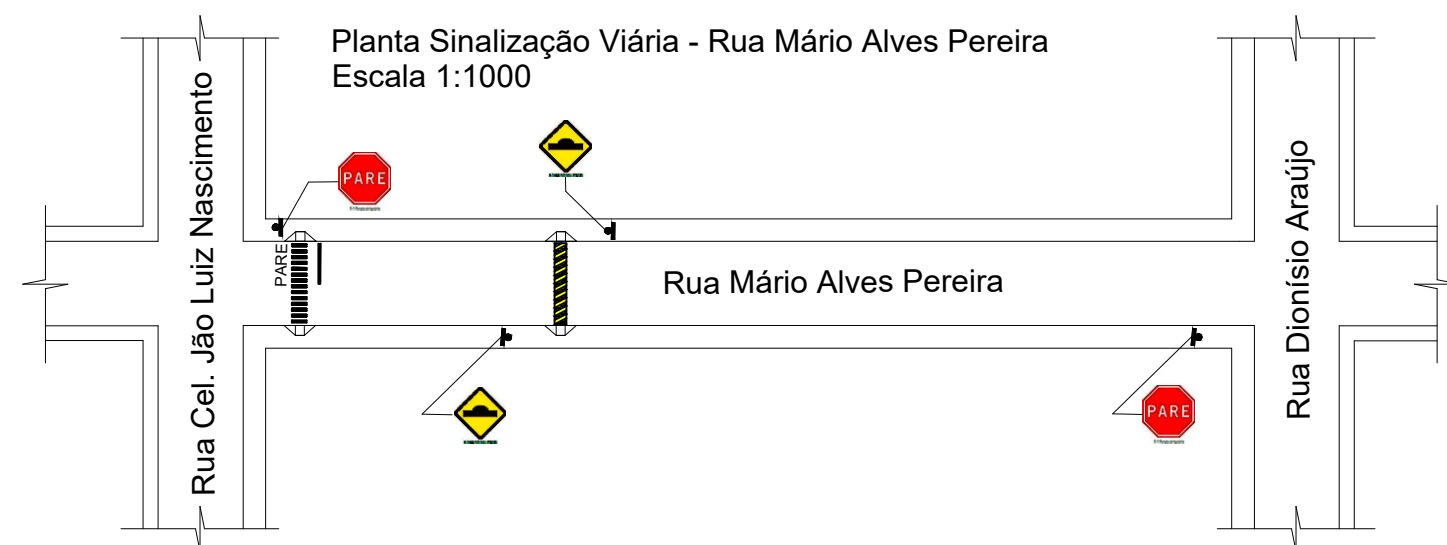 Planta Sinalização Viária - Rua Mário Alves Pereira
Escala 1:1000
Rua Cel. Jão Luiz Nascimento
PARE
PARE
Rua Mário Alves Pereira
PARE
Rua Dionísio Araújo